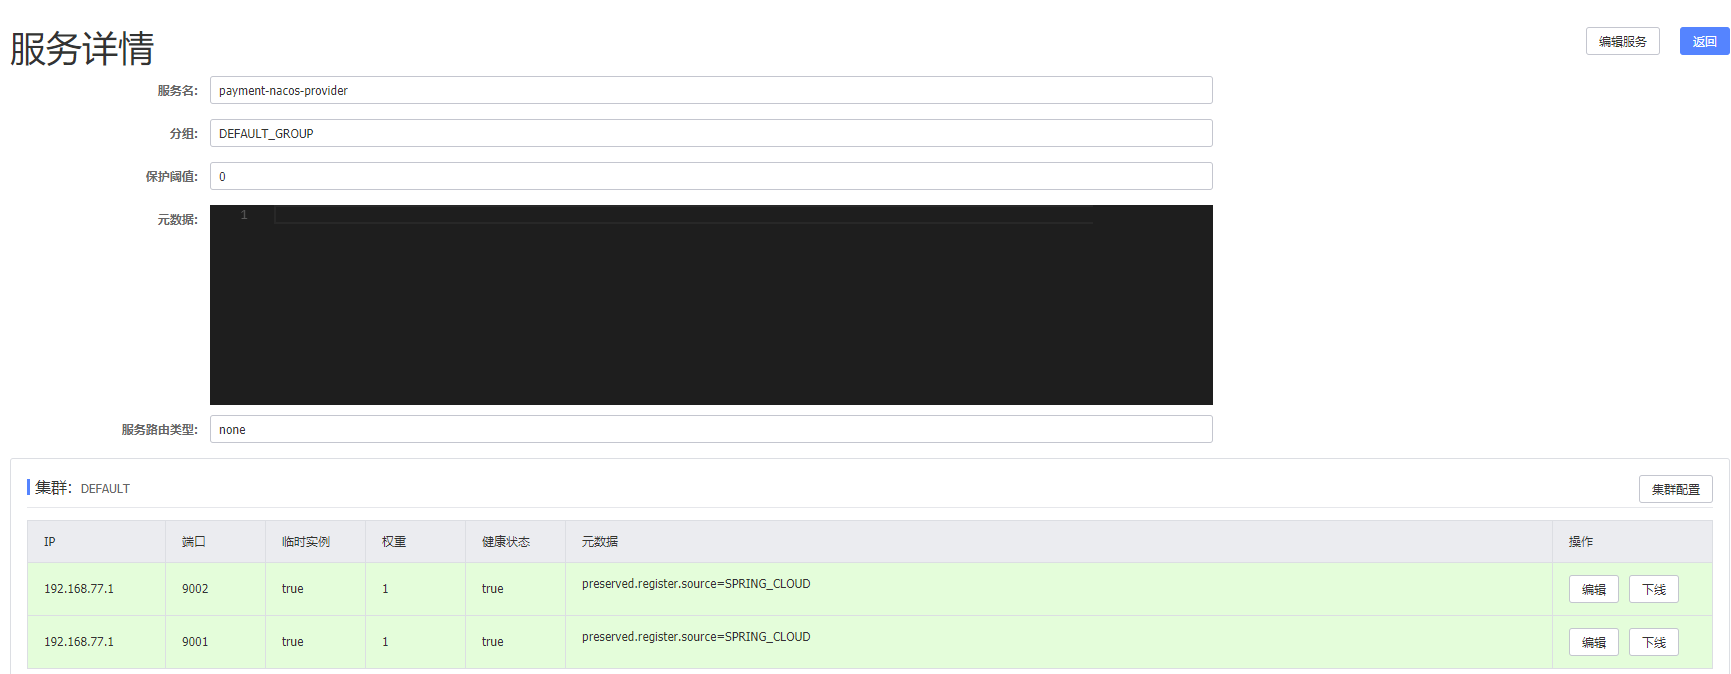 服务详情
编辑服务 返回
服务名: payment-nacos-provider
分组: DEFAULT_GROUP
保护阈值: 0
元数据: 1
服务路由类型: none
集群: DEFAULT 集群配置
IP 端口 临时实例 权重 健康状态 元数据 操作
192.168.77.1 9002 true 1 true preserved.register.source=SPRING_CLOUD 编辑 下线
192.168.77.1 9001 true 1 true preserved.register.source=SPRING_CLOUD 编辑 下线